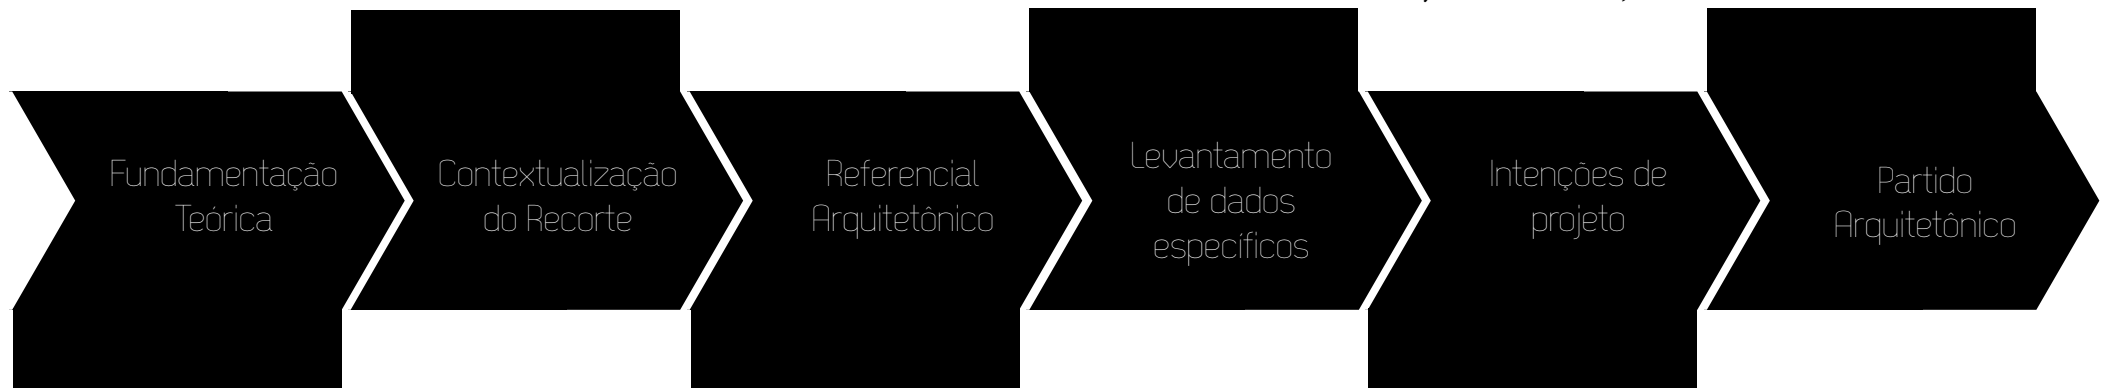 Fundamentação
Teórica
Contextualização
do Recorte
Referencial
Arquitetônico
Levantamento
de dados
específicos
Intenções de
projeto
Partido
Arquitetônico